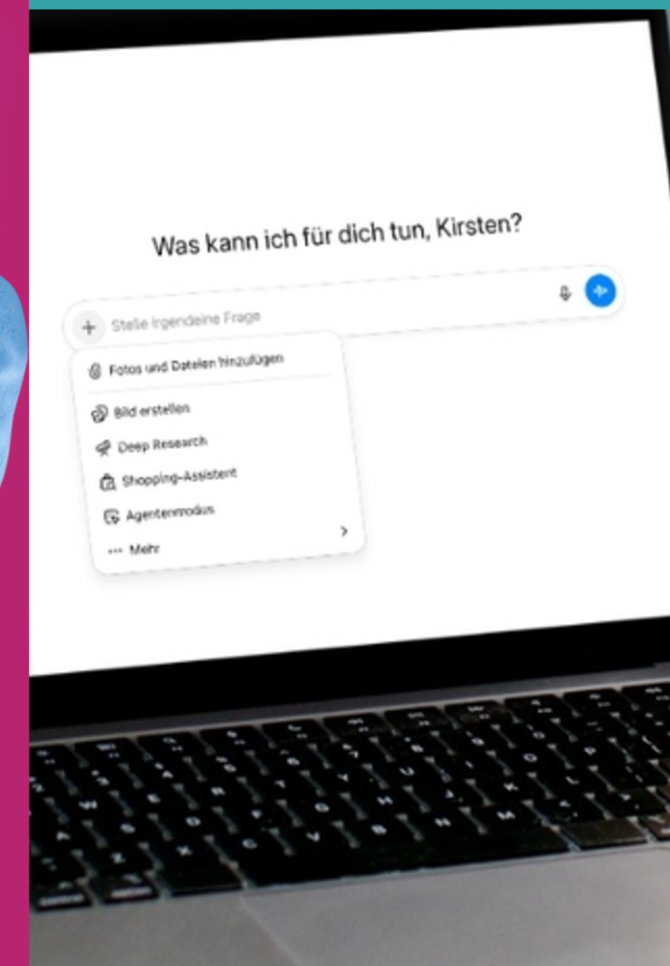 Was kann ich für dich tun, Kirsten?
Stelle irgendeine Frage
Fotos und Dateien hinzufügen
Bild erstellen
Deep Research
Shopping-Assistent
Agentenmodus
Mehr
W E R T Y U I O P
A S D F G H J K L
Z X C V B N M